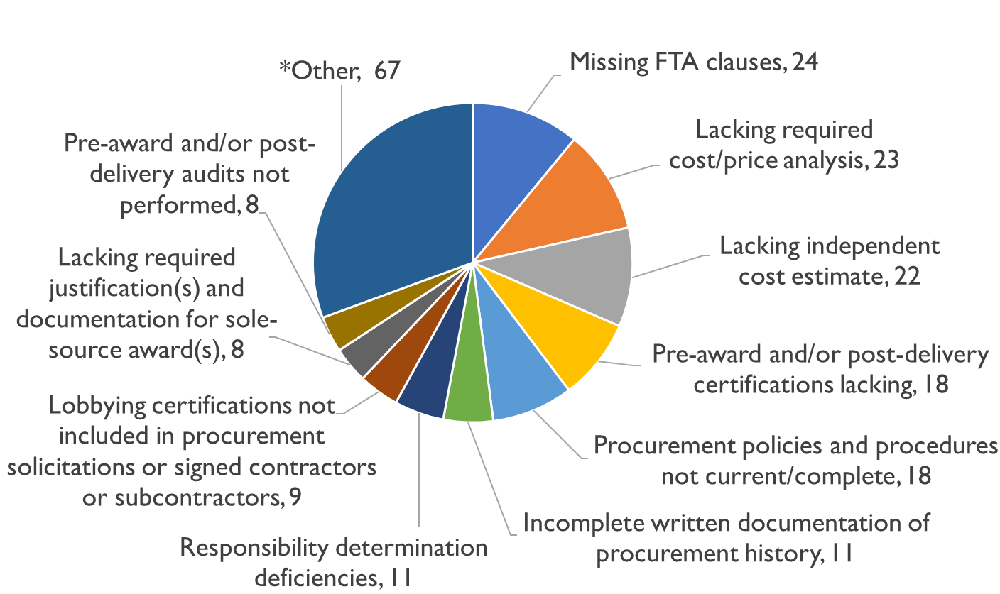 *Other,  67
Missing FTA clauses, 24
Lacking required
cost/price analysis, 23
Lacking independent
cost estimate, 22
Pre-award and/or post-delivery
certifications lacking, 18
Procurement policies and procedures
not current/complete, 18
Incomplete written documentation of
procurement history, 11
Responsibility determination
deficiencies, 11
Lobbying certifications not
included in procurement
solicitations or signed contractors
or subcontractors, 9
Lacking required
justification(s) and
documentation for sole-
source award(s), 8
Pre-award and/or post-
delivery audits not
performed, 8